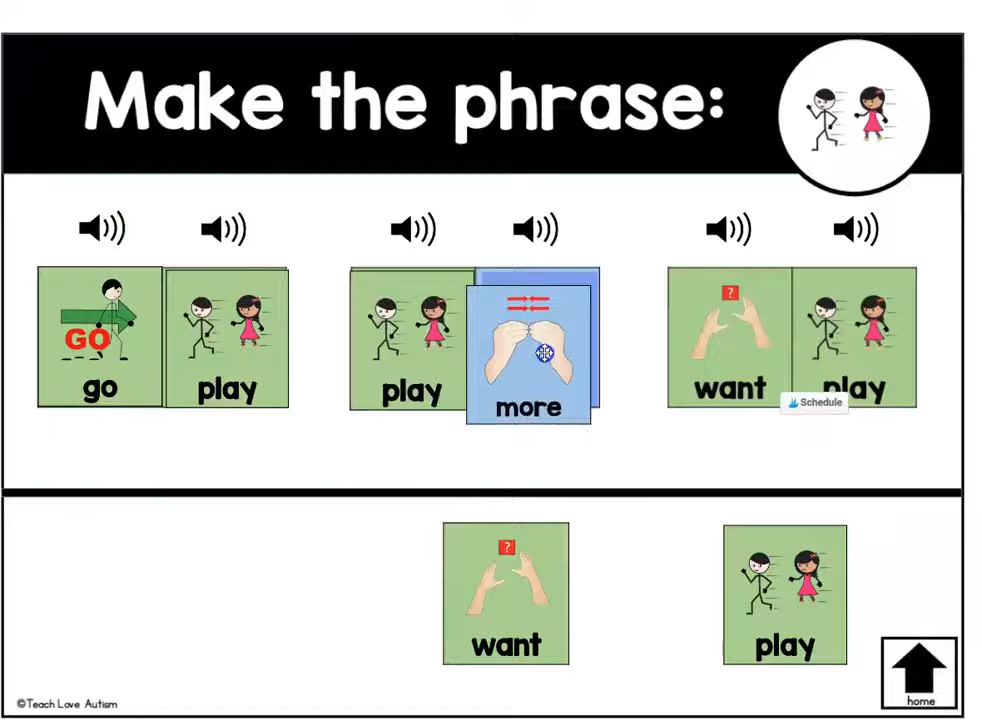 Make the phrase:
GO
go
play
play
more
?
want
play
Schedule
?
want
play
home
©Teach Love Autism